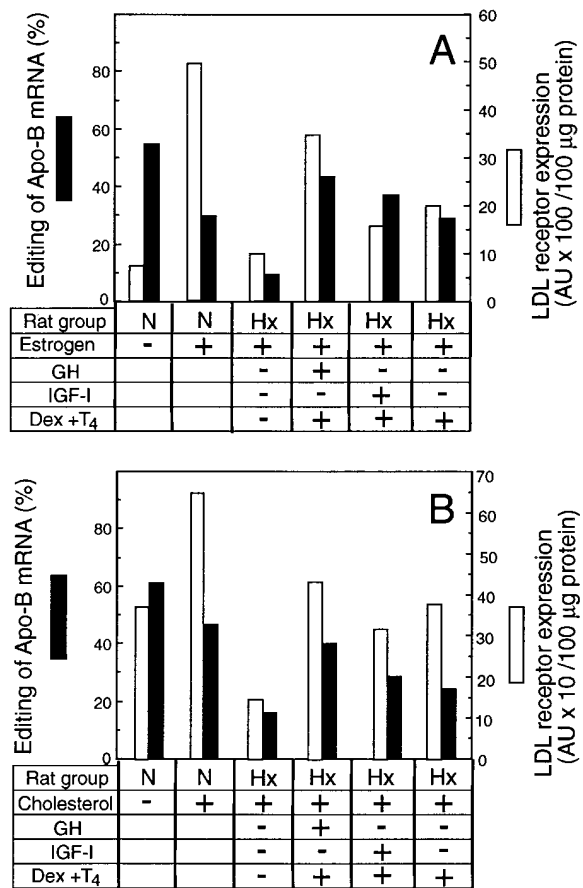 A
Editing of Apo-B mRNA (%)
80
60
40
20
0
60
50
40
30
20
10
0
LDL receptor expression
(AU x 100 /100 µg protein)
Rat group N N Hx Hx Hx Hx
Estrogen - + + + + +
GH - + - -
IGF-I - - + -
Dex +T4 - + + +
B
Editing of Apo-B mRNA (%)
80
60
40
20
0
70
60
50
40
30
20
10
0
LDL receptor expression
(AU x 10 /100 µg protein)
Rat group N N Hx Hx Hx Hx
Cholesterol - + + + + +
GH - + - -
IGF-I - - + -
Dex +T4 - + + +